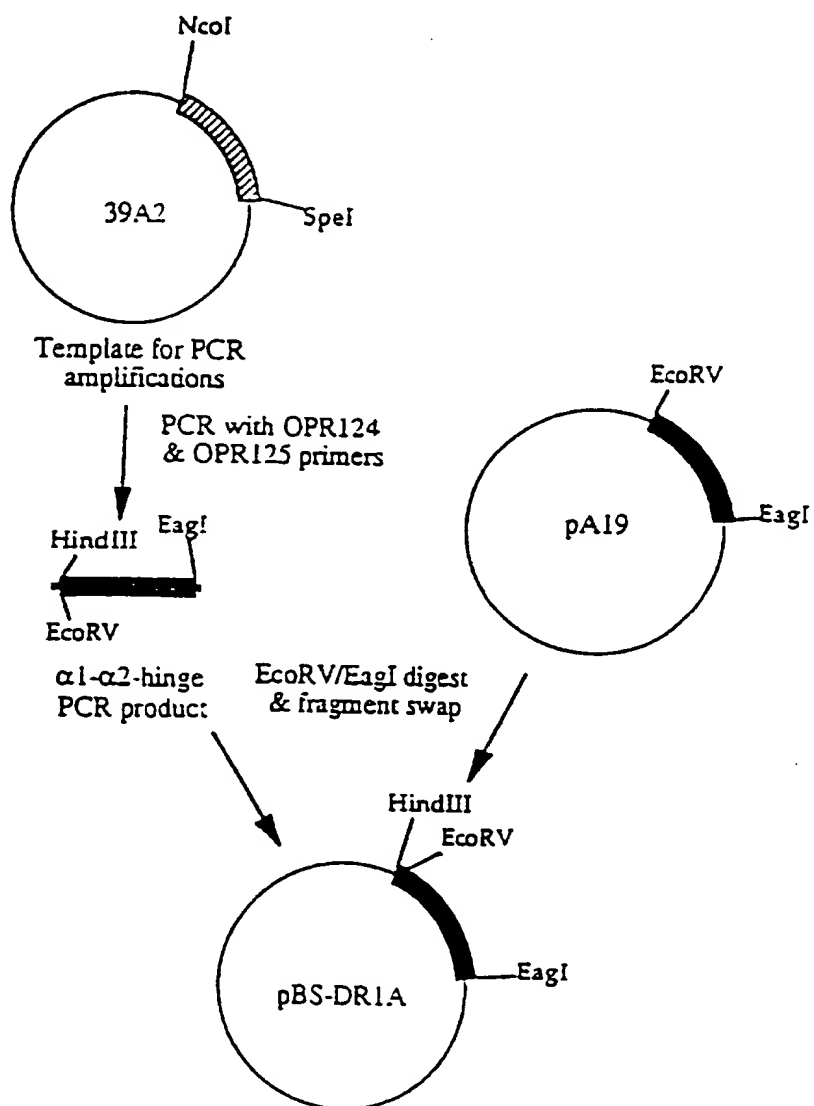 NcoI
39A2
SpeI
Template for PCR
amplifications
PCR with OPR124
& OPR125 primers
EcoRV
pA19
EagI
HindIII
EagI
EcoRV
α1-α2-hinge
PCR product
EcoRV/EagI digest
& fragment swap
HindIII
EcoRV
EagI
pBS-DR1A